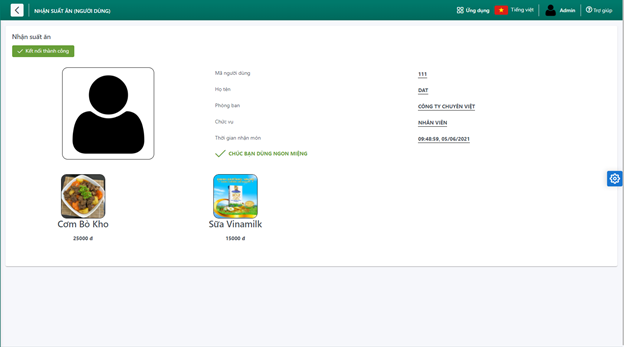 NHẬN SUẤT ĂN (NGƯỜI DÙNG)
Ứng dụng
Tiếng việt
Admin
Trợ giúp
Nhận suất ăn
Kết nối thành công
Mã người dùng 111
Họ tên DAT
Phòng ban CÔNG TY CHUYÊN VIỆT
Chức vụ NHÂN VIÊN
Thời gian nhận món 09:48:59, 05/06/2021
CHÚC BẠN DÙNG NGON MIỆNG
Cơm Bò Kho
25000 đ
Sữa Vinamilk
15000 đ